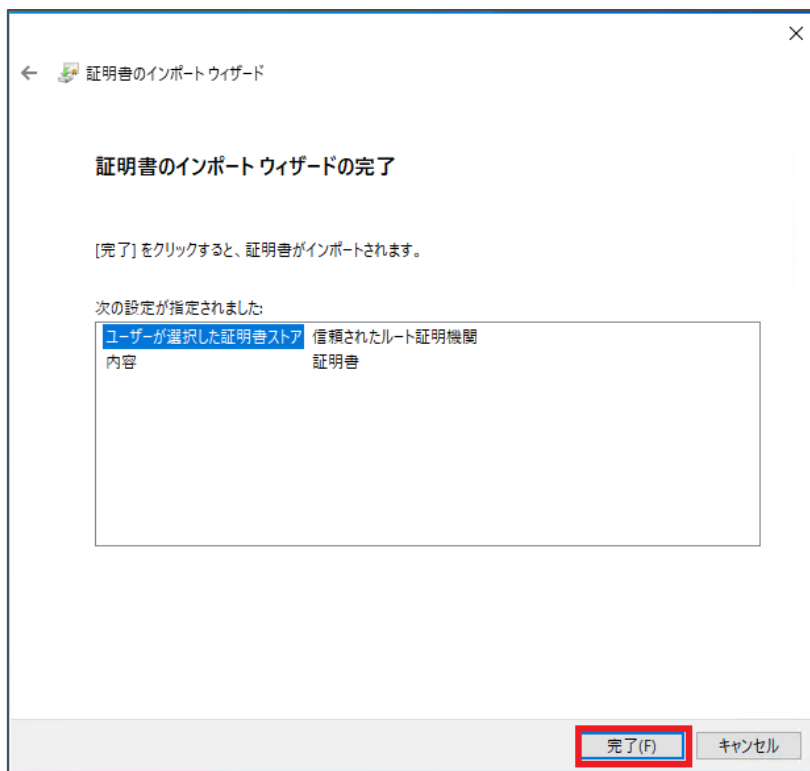 証明書のインポート ウィザード
証明書のインポート ウィザードの完了
[完了] をクリックすると、証明書がインポートされます。
次の設定が指定されました:
ユーザーが選択した証明書ストア 信頼されたルート証明機関
内容 証明書
完了(F) キャンセル